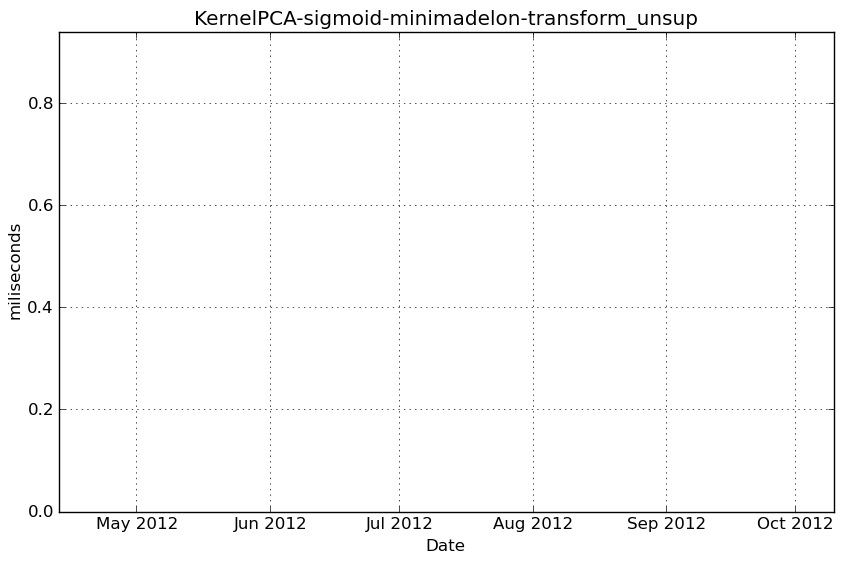 KernelPCA-sigmoid-minimadelon-transform_unsup
0.8
0.6
0.4
0.2
0.0
miliseconds
May 2012 Jun 2012 Jul 2012 Aug 2012 Sep 2012 Oct 2012
Date